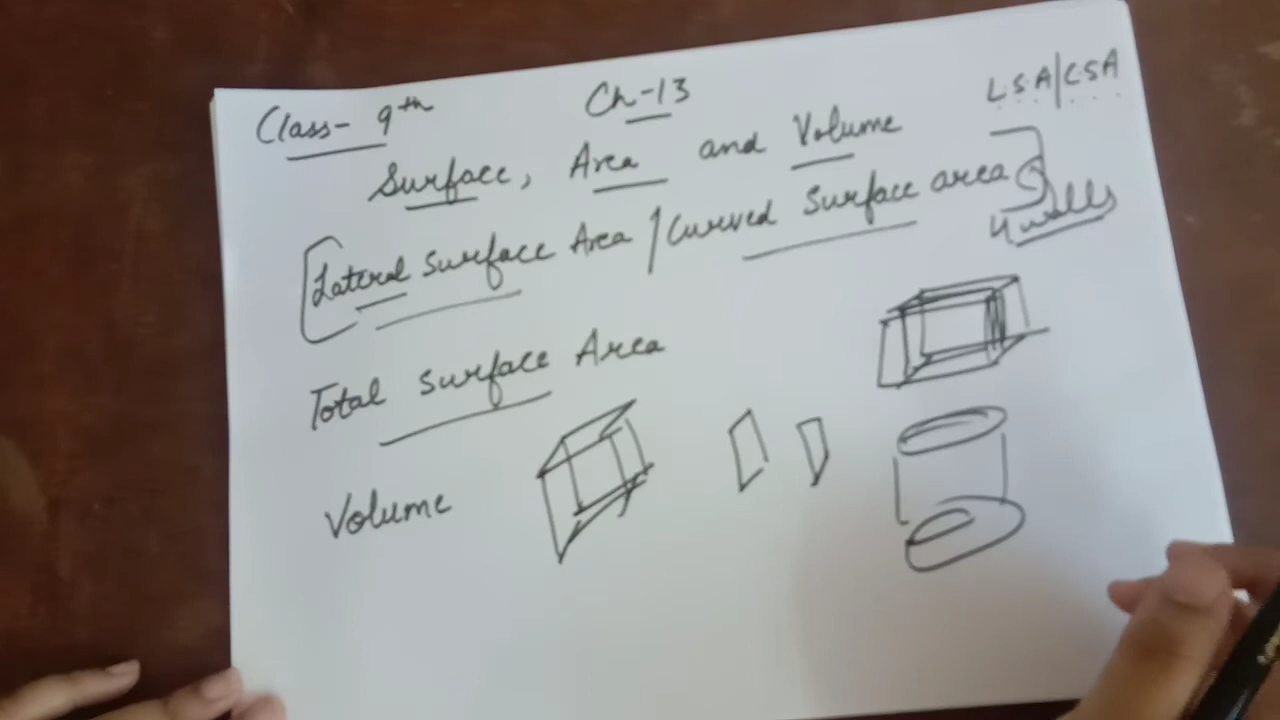 Class- 9th
Ch-13
LSA/CSA
Surface, Area and Volume
Lateral Surface Area / Curved Surface area
4 walls
Total Surface Area
Volume